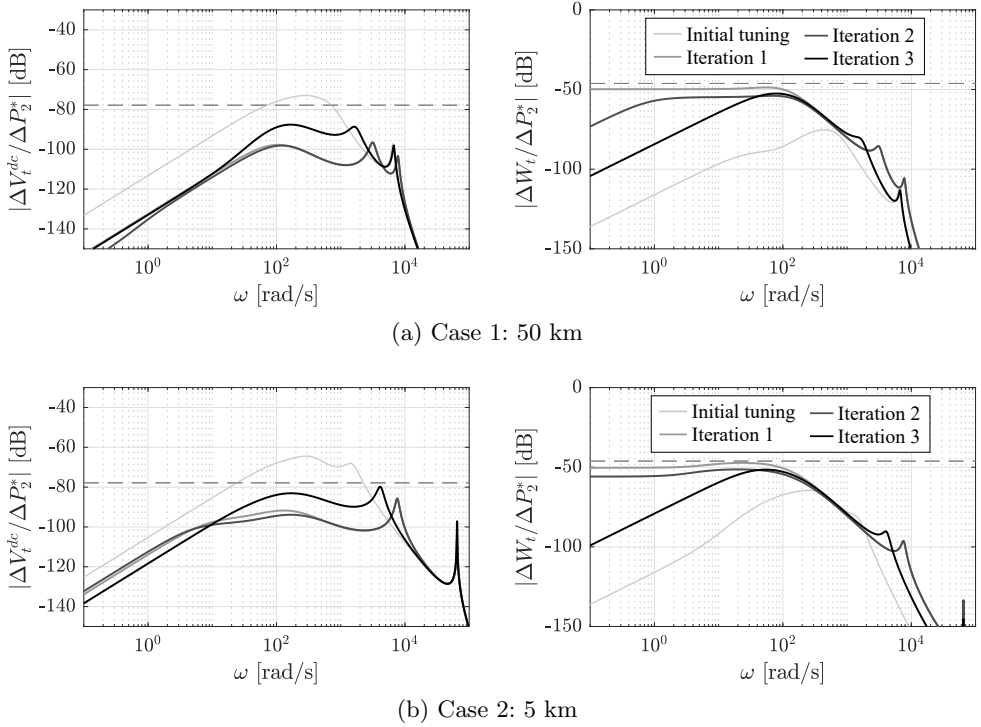 -40
-60
-80
-100
-120
-140
|ΔV_t^{dc}/ΔP_2^*| [dB]
10^0
10^2
10^4
ω [rad/s]
0
-50
-100
-150
|ΔW_t/ΔP_2^*| [dB]
Initial tuning
Iteration 1
Iteration 2
Iteration 3
10^0
10^2
10^4
ω [rad/s]
(a) Case 1: 50 km
-40
-60
-80
-100
-120
-140
|ΔV_t^{dc}/ΔP_2^*| [dB]
10^0
10^2
10^4
ω [rad/s]
0
-50
-100
-150
|ΔW_t/ΔP_2^*| [dB]
Initial tuning
Iteration 1
Iteration 2
Iteration 3
10^0
10^2
10^4
ω [rad/s]
(b) Case 2: 5 km